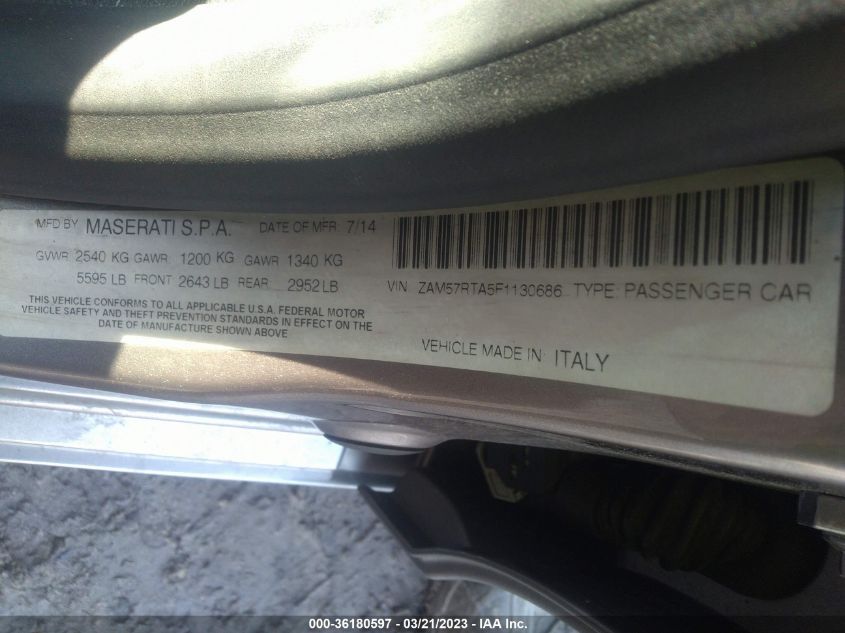 MFD BY MASERATI S.P.A. DATE OF MFR 7/14
GVWR 2540 KG GAWR 1200 KG GAWR 1340 KG
5595 LB FRONT 2643 LB REAR 2952 LB
THIS VEHICLE CONFORMS TO ALL APPLICABLE U.S.A. FEDERAL MOTOR
VEHICLE SAFETY AND THEFT PREVENTION STANDARDS IN EFFECT ON THE
DATE OF MANUFACTURE SHOWN ABOVE
VIN ZAM57RTA5F1130686 TYPE: PASSENGER CAR
VEHICLE MADE IN: ITALY
000-36180597 - 03/21/2023 - IAA Inc.